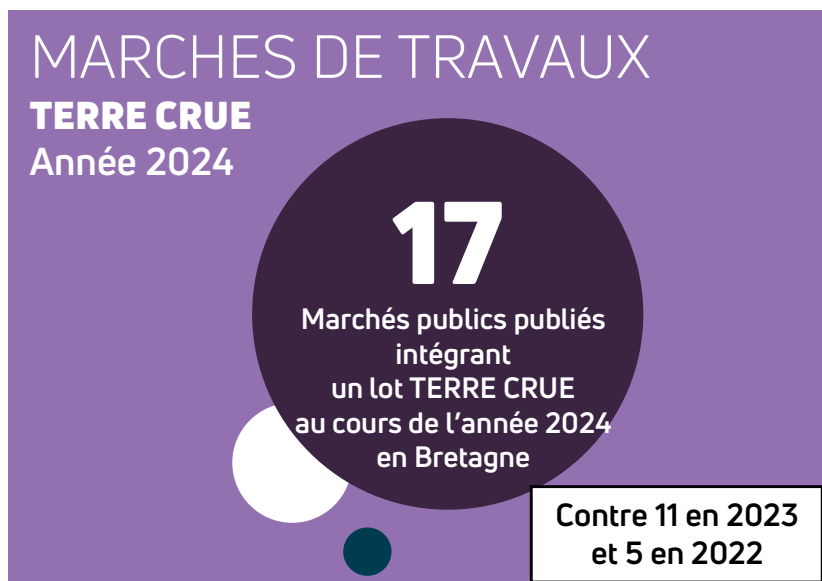 MARCHES DE TRAVAUX
TERRE CRUE
Année 2024
17
Marchés publics publiés
intégrant
un lot TERRE CRUE
au cours de l'année 2024
en Bretagne
Contre 11 en 2023
et 5 en 2022